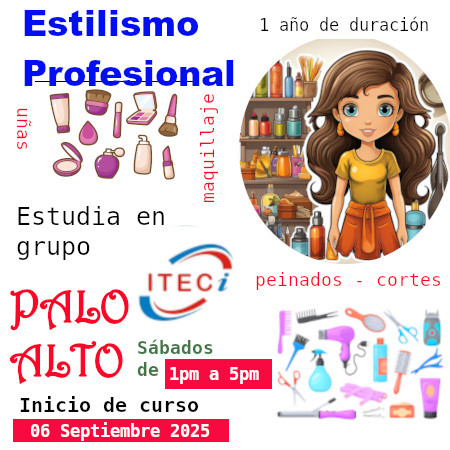 Estilismo
Profesional
1 año de duración
uñas
maquillaje
Estudia en
grupo
ITECi
peinados - cortes
PALO
ALTO
Sábados
de 1pm a 5pm
Inicio de curso
06 Septiembre 2025